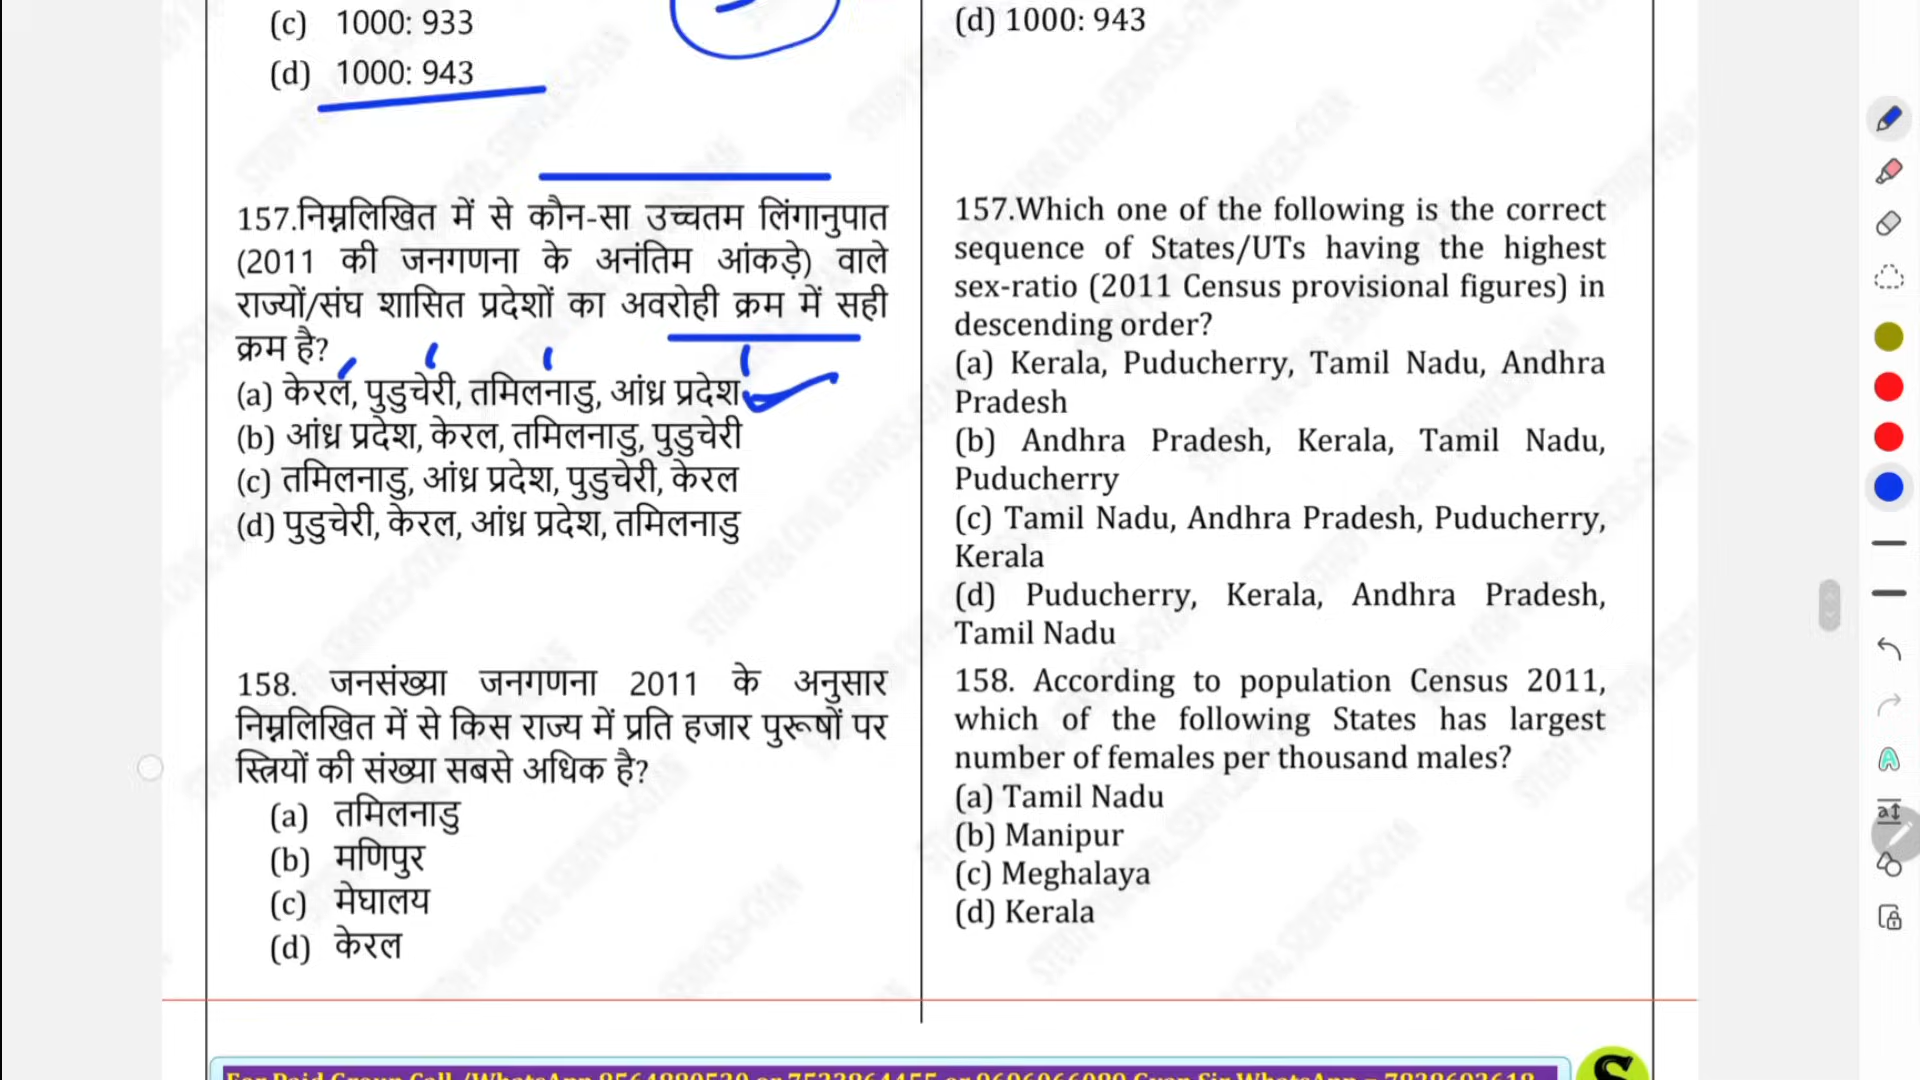 (c) 1000: 933
(d) 1000: 943
157.निम्नलिखित में से कौन-सा उच्चतम लिंगानुपात
(2011 की जनगणना के अनंतिम आंकड़े) वाले
राज्यों/संघ शासित प्रदेशों का अवरोही क्रम में सही
क्रम है?
(a) केरल, पुडुचेरी, तमिलनाडु, आंध्र प्रदेश
(b) आंध्र प्रदेश, केरल, तमिलनाडु, पुडुचेरी
(c) तमिलनाडु, आंध्र प्रदेश, पुडुचेरी, केरल
(d) पुडुचेरी, केरल, आंध्र प्रदेश, तमिलनाडु
158. जनसंख्या जनगणना 2011 के अनुसार
निम्नलिखित में से किस राज्य में प्रति हजार पुरूषों पर
स्त्रियों की संख्या सबसे अधिक है?
(a) तमिलनाडु
(b) मणिपुर
(c) मेघालय
(d) केरल
(d) 1000: 943
157.Which one of the following is the correct
sequence of States/UTs having the highest
sex-ratio (2011 Census provisional figures) in
descending order?
(a) Kerala, Puducherry, Tamil Nadu, Andhra
Pradesh
(b) Andhra Pradesh, Kerala, Tamil Nadu,
Puducherry
(c) Tamil Nadu, Andhra Pradesh, Puducherry,
Kerala
(d) Puducherry, Kerala, Andhra Pradesh,
Tamil Nadu
158. According to population Census 2011,
which of the following States has largest
number of females per thousand males?
(a) Tamil Nadu
(b) Manipur
(c) Meghalaya
(d) Kerala